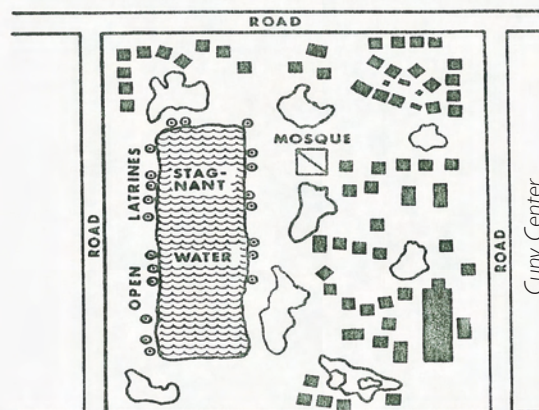 ROAD
MOSQUE
LATRINES
STAG-
NANT
ROAD
WATER
ROAD
OPEN
Cuny Center